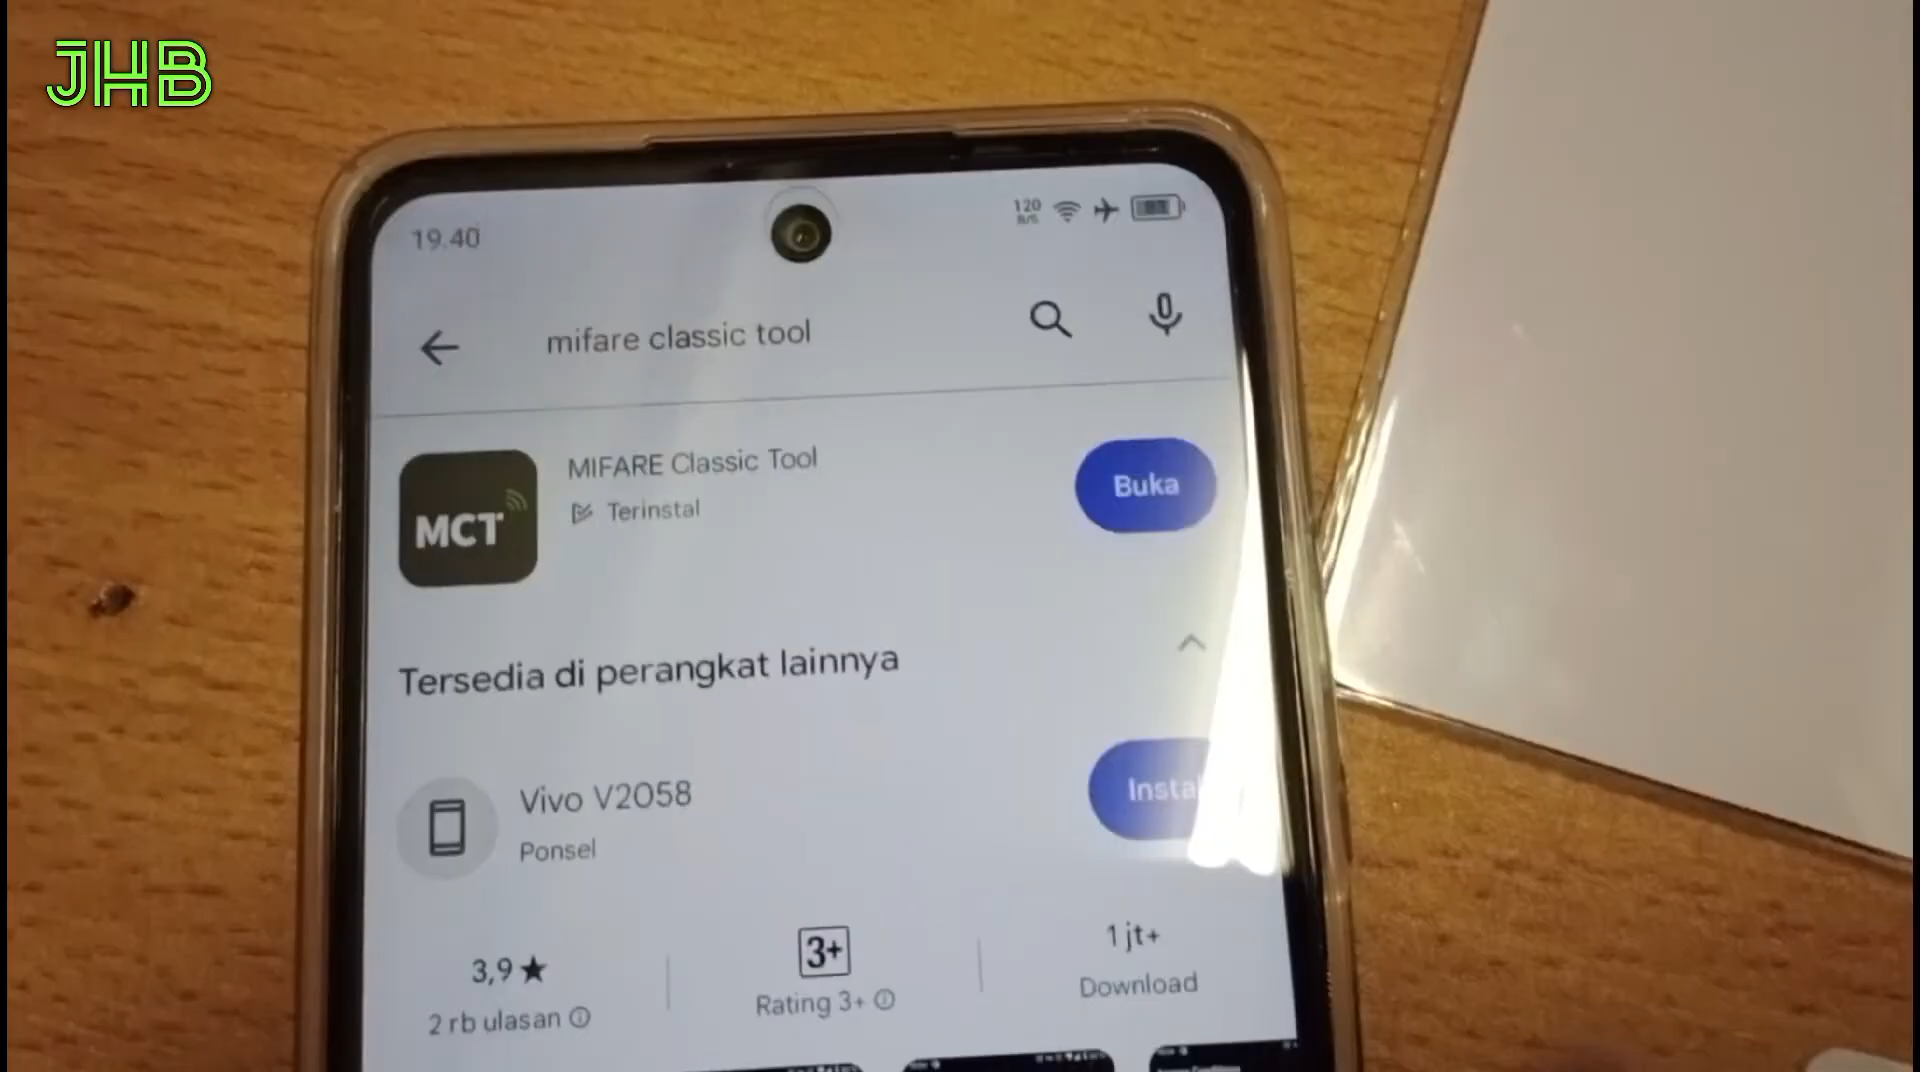 JHB
19.40
120
B/S
mifare classic tool
MCT
MIFARE Classic Tool
Terinstal
Buka
Tersedia di perangkat lainnya
Vivo V2058
Ponsel
Insta
3,9★
2 rb ulasan
3+
Rating 3+
1 jt+
Download